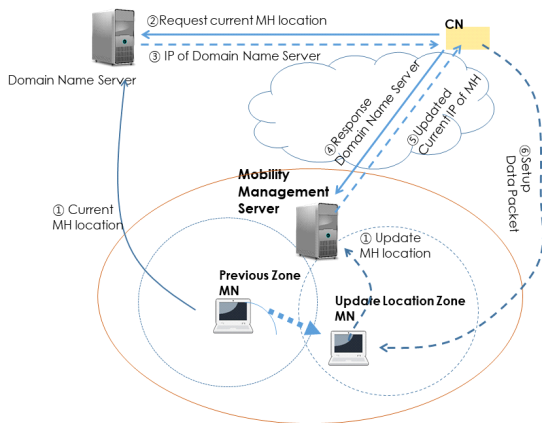 ②Request current MH location
CN
③ IP of Domain Name Server
Domain Name Server
④Response
Domain Name Server
⑤Updated
Current IP of MH
⑥Setup
Data Packet
Mobility
Management
Server
① Current
MH location
① Update
MH location
Previous Zone
MN
Update Location Zone
MN